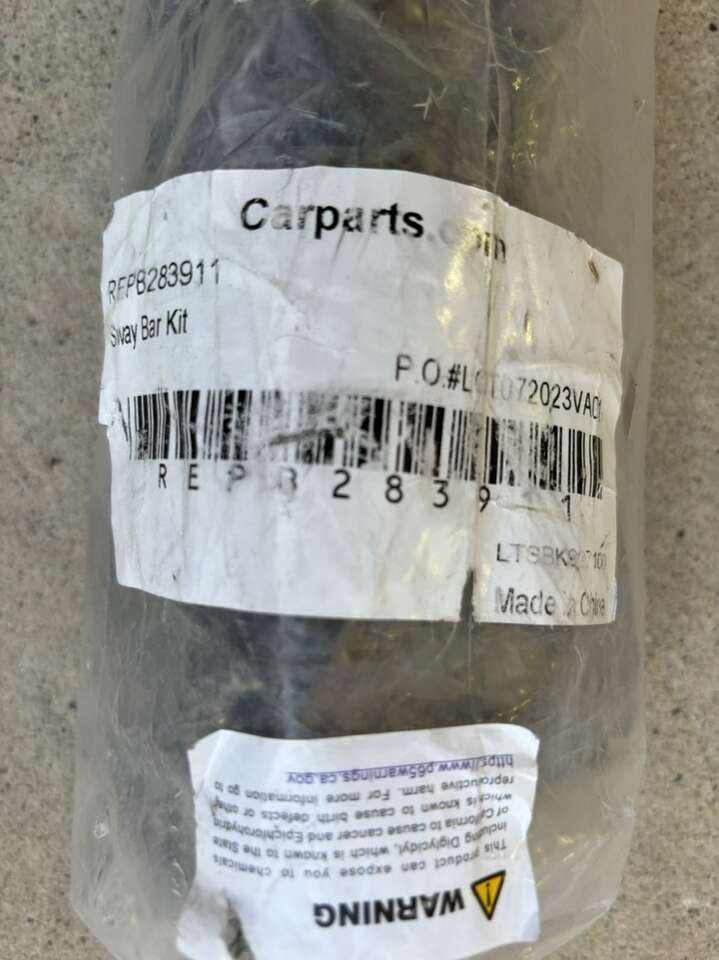 Carparts.com
REPB283911
Sway Bar Kit
P.O.#LCT072023VAC
REPB28391
Made in China
WARNING
This product can expose you to chemicals
including Diglycidyl, which is known to the State
of California to cause cancer and Epichlorohydrin
which is known to cause birth defects or other
reproductive harm. For more information go to
https://www.p65warnings.ca.gov